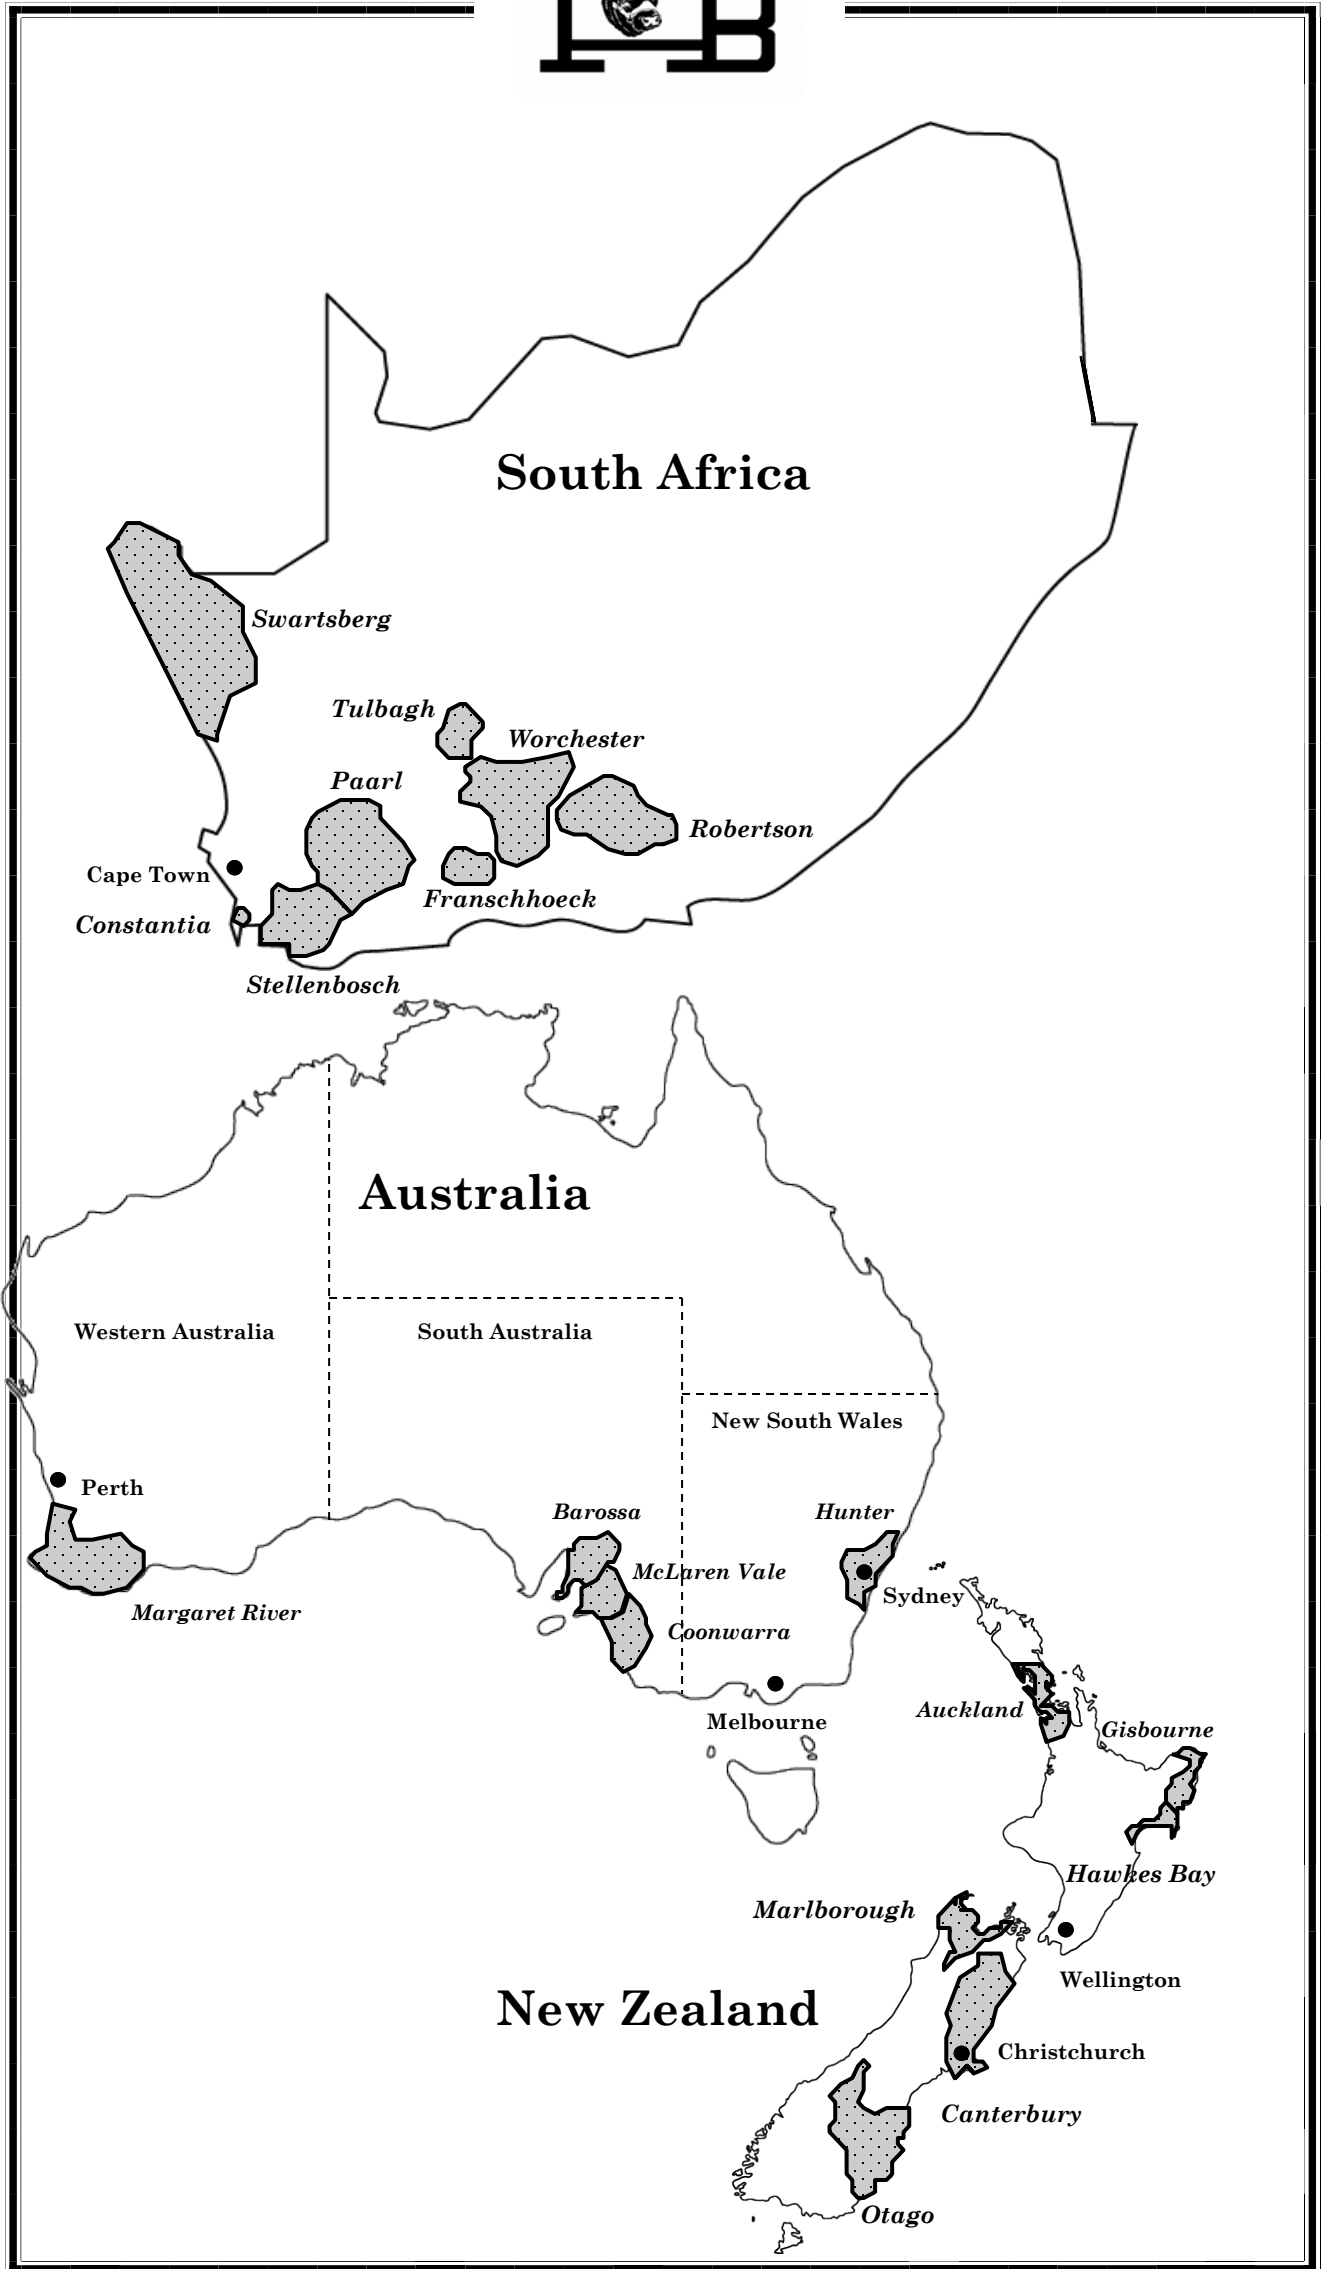 B
South Africa
Swartsberg
Tulbagh
Worchester
Paarl
Robertson
Cape Town
Franschhoeck
Constantia
Stellenbosch
Australia
Western Australia
South Australia
New South Wales
Perth
Barossa
Hunter
McLaren Vale
Sydney
Margaret River
Coonwarra
Auckland
Melbourne
Gisbourne
Hawkes Bay
Marlborough
Wellington
New Zealand
Christchurch
Canterbury
Otago